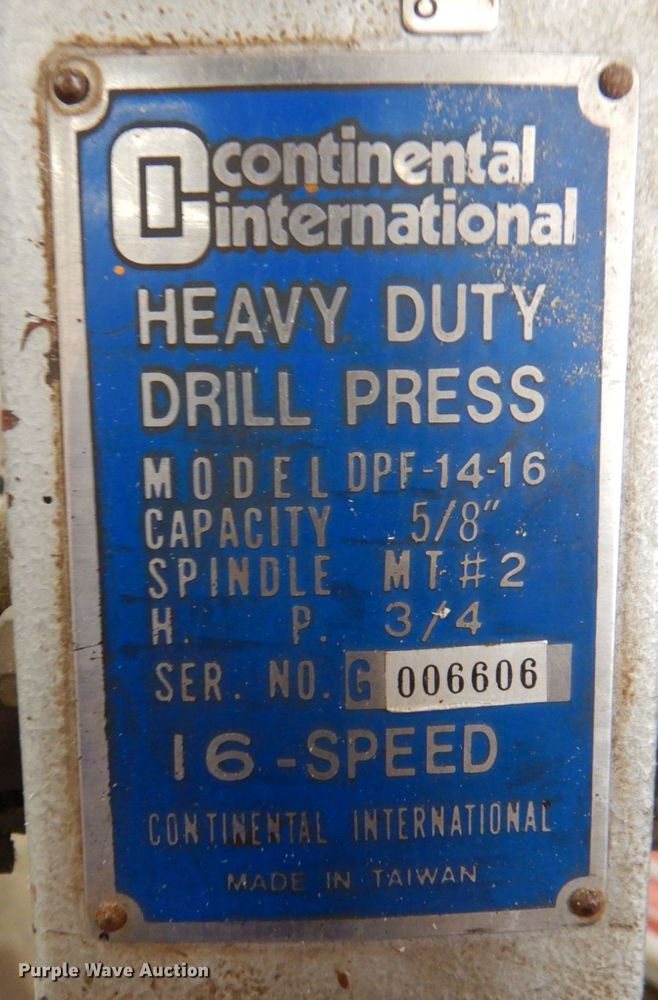 continental
international
HEAVY DUTY
DRILL PRESS
MODEL DPF-14-16
CAPACITY 5/8"
SPINDLE MT#2
H. P. 3/4
SER. NO. G 006606
16-SPEED
CONTINENTAL INTERNATIONAL
MADE IN TAIWAN
Purple Wave Auction